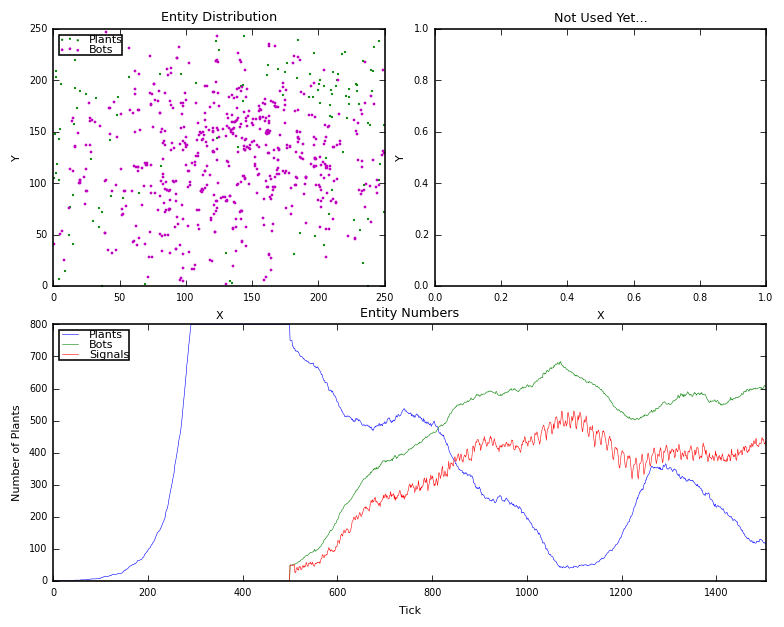 Entity Distribution
Not Used Yet...
Plants
Bots
250
200
150
100
50
0
Y
0
50
100
150
200
250
X
1.0
0.8
0.6
0.4
0.2
0.0
Y
0.0
0.2
0.4
0.6
0.8
1.0
X
Entity Numbers
Plants
Bots
Signals
800
700
600
500
400
300
200
100
0
Number of Plants
0
200
400
600
800
1000
1200
1400
Tick